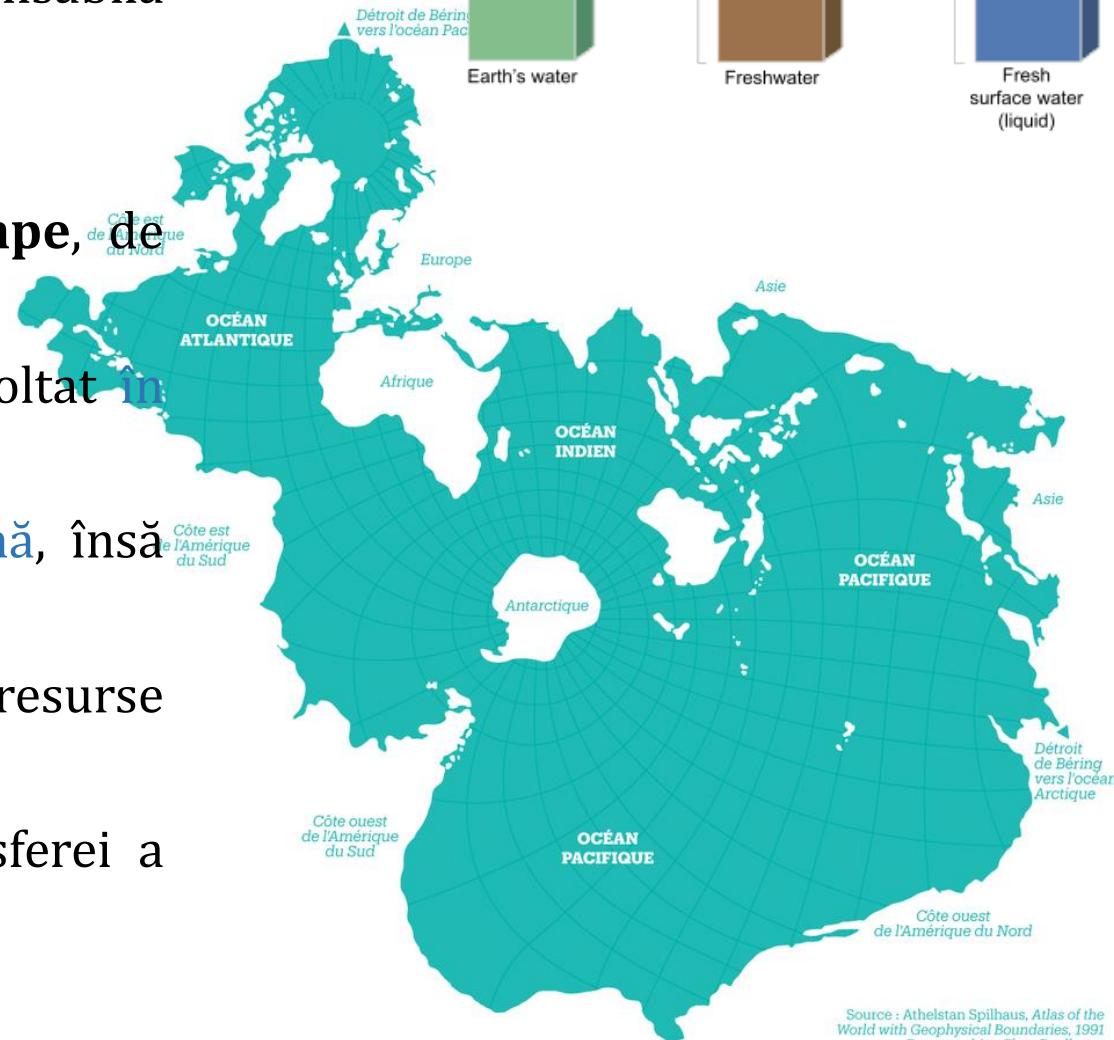 Détroit de Béring
vers l'océan Pac
Earth's water
Freshwater
Fresh
surface water
(liquid)
Côte est
de l'Amérique
du Nord
, de
Europe
Asie
OCÉAN
ATLANTIQUE
oltat în
Afrique
OCÉAN
INDIEN
Asie
ă, însă
Côte est
de l'Amérique
du Sud
OCÉAN
PACIFIQUE
Antarctique
resurse
Détroit
de Béring
vers l'océan
Arctique
sferei a
Côte ouest
de l'Amérique
du Sud
OCÉAN
PACIFIQUE
Côte ouest
de l'Amérique du Nord
Source : Athelstan Spilhaus, Atlas of the
World with Geophysical Boundaries, 1991